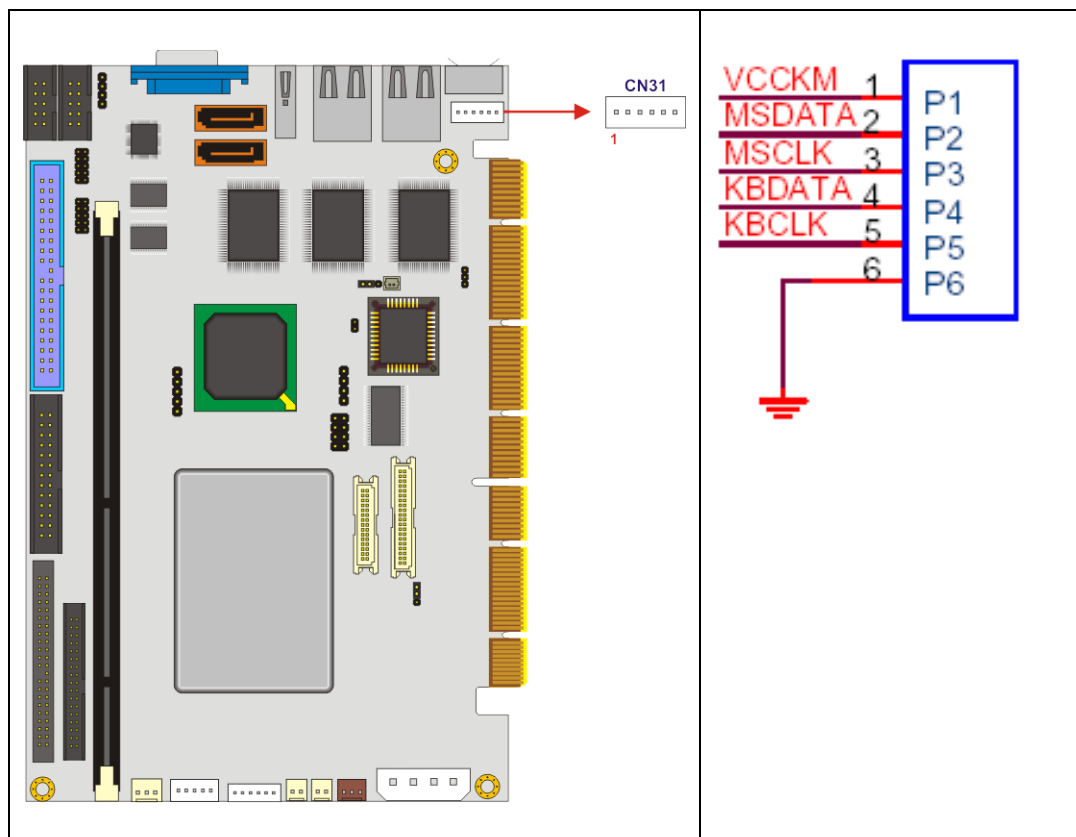 CN31
1
VCCKM 1 P1
MSDATA 2 P2
MSCLK 3 P3
KBDATA 4 P4
KBCLK 5 P5
6 P6